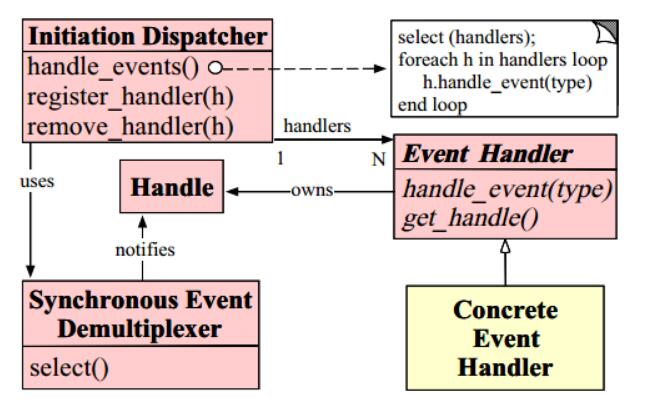 Initiation Dispatcher
handle_events()
register_handler(h)
remove_handler(h)
select (handlers);
foreach h in handlers loop
h.handle_event(type)
end loop
handlers
1
N
uses
Handle
owns
Event Handler
handle_event(type)
get_handle()
notifies
Synchronous Event
Demultiplexer
select()
Concrete
Event
Handler